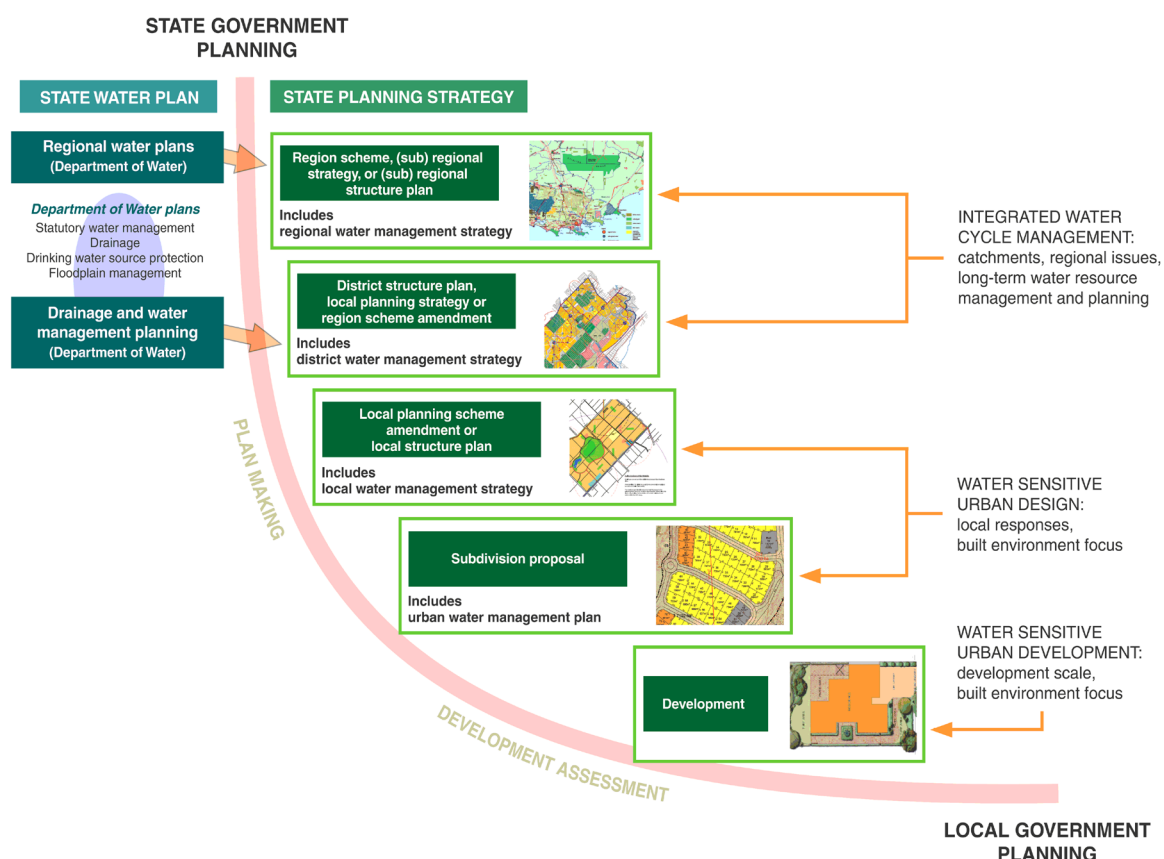 STATE GOVERNMENT
PLANNING
STATE WATER PLAN
STATE PLANNING STRATEGY
Regional water plans
(Department of Water)
Department of Water plans
Statutory water management
Drainage
Drinking water source protection
Floodplain management
Drainage and water
management planning
(Department of Water)
Region scheme, (sub) regional
strategy, or (sub) regional
structure plan
Includes
regional water management strategy
District structure plan,
local planning strategy or
region scheme amendment
Includes
district water management strategy
Local planning scheme
amendment or
local structure plan
Includes
local water management strategy
Subdivision proposal
Includes
urban water management plan
Development
INTEGRATED WATER
CYCLE MANAGEMENT:
catchments, regional issues,
long-term water resource
management and planning
WATER SENSITIVE
URBAN DESIGN:
local responses,
built environment focus
WATER SENSITIVE
URBAN DEVELOPMENT:
development scale,
built environment focus
PLAN MAKING
DEVELOPMENT ASSESSMENT
LOCAL GOVERNMENT
PLANNING